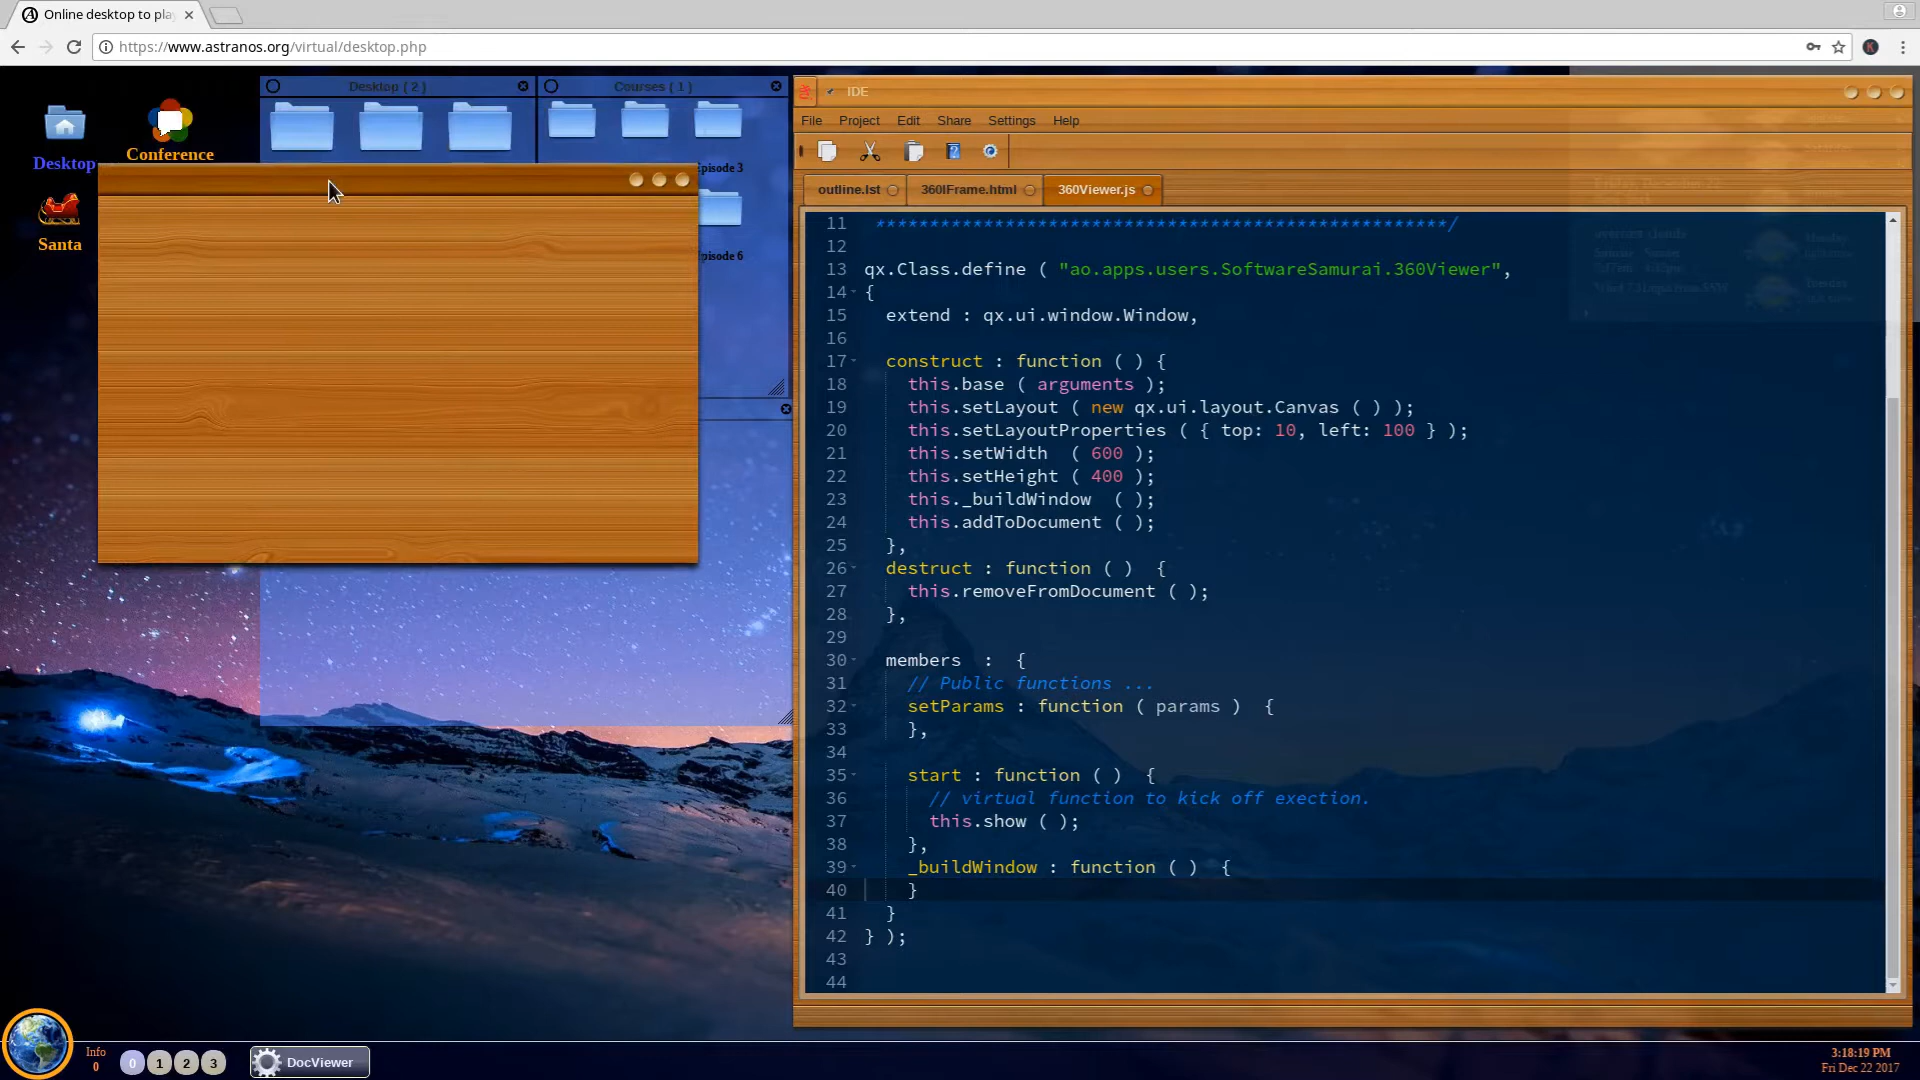 Online desktop to pla
https://www.astranos.org/virtual/desktop.php
K
Desktop
Conference
Santa
Desktop ( 2 )
Courses ( 1 )
pisode 3
pisode 6
IDE
File Project Edit Share Settings Help
outline.lst 360IFrame.html 360Viewer.js
11 *****************************************************/
12
13 qx.Class.define ( "ao.apps.users.SoftwareSamurai.360Viewer",
14 {
15 extend : qx.ui.window.Window,
16
17 construct : function ( ) {
18 this.base ( arguments );
19 this.setLayout ( new qx.ui.layout.Canvas ( ) );
20 this.setLayoutProperties ( { top: 10, left: 100 } );
21 this.setWidth  ( 600 );
22 this.setHeight ( 400 );
23 this._buildWindow  ( );
24 this.addToDocument ( );
25 },
26 destruct : function ( )  {
27 this.removeFromDocument ( );
28 },
29
30 members  :  {
31 // Public functions ...
32 setParams : function ( params )  {
33 },
34
35 start : function ( )  {
36 // virtual function to kick off exection.
37 this.show ( );
38 },
39 _buildWindow : function ( )  {
40 }
41 }
42 } );
43
44
Friday, December 22
overcast clouds
Monday
Tuesday
Info
0
0 1 2 3
DocViewer
3:18:19 PM
Fri Dec 22 2017